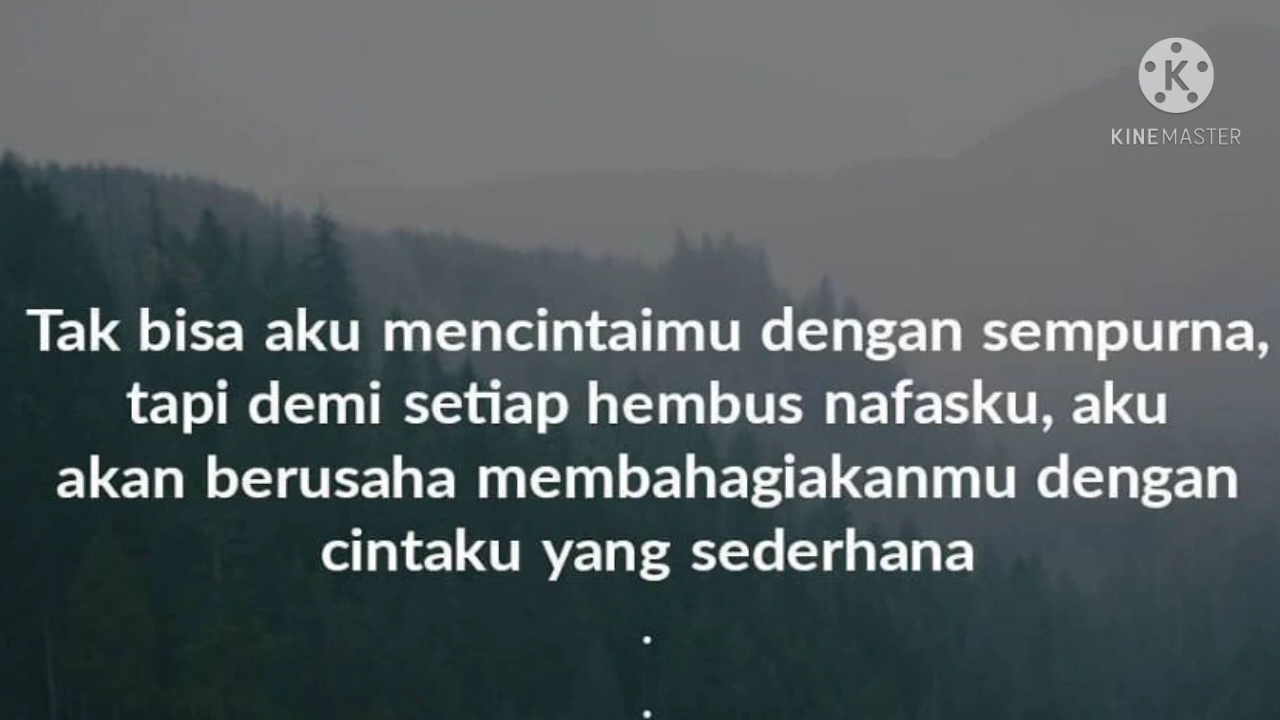 K
KINEMASTER
Tak bisa aku mencintaimu dengan sempurna,
tapi demi setiap hembus nafasku, aku
akan berusaha membahagiakanmu dengan
cintaku yang sederhana
.
.